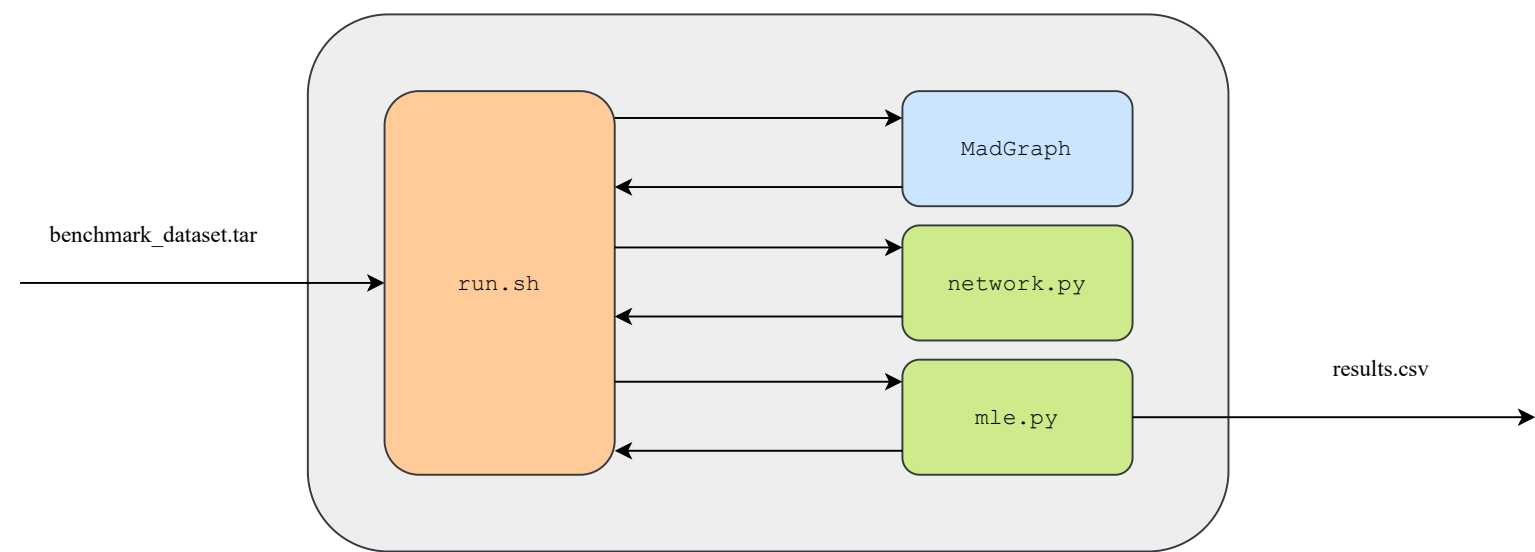 benchmark_dataset.tar
run.sh
MadGraph
network.py
mle.py
results.csv